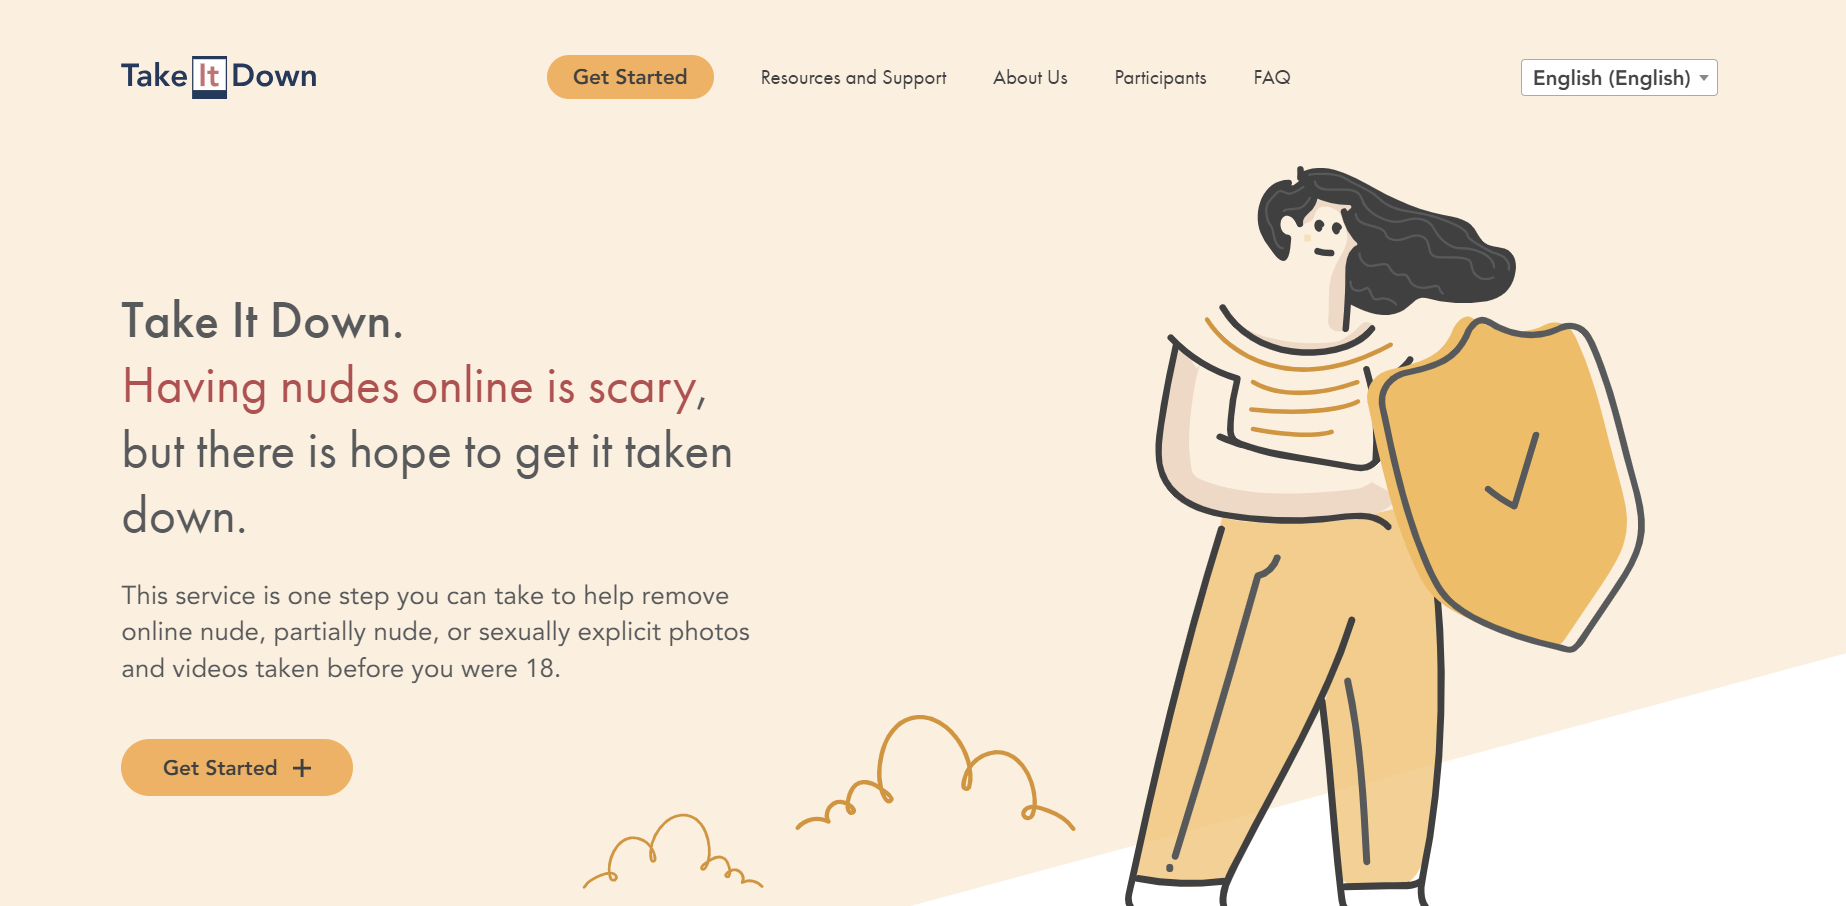 Take It Down
Get Started
Resources and Support
About Us
Participants
FAQ
English (English)
Take It Down.
Having nudes online is scary,
but there is hope to get it taken
down.
This service is one step you can take to help remove
online nude, partially nude, or sexually explicit photos
and videos taken before you were 18.
Get Started +